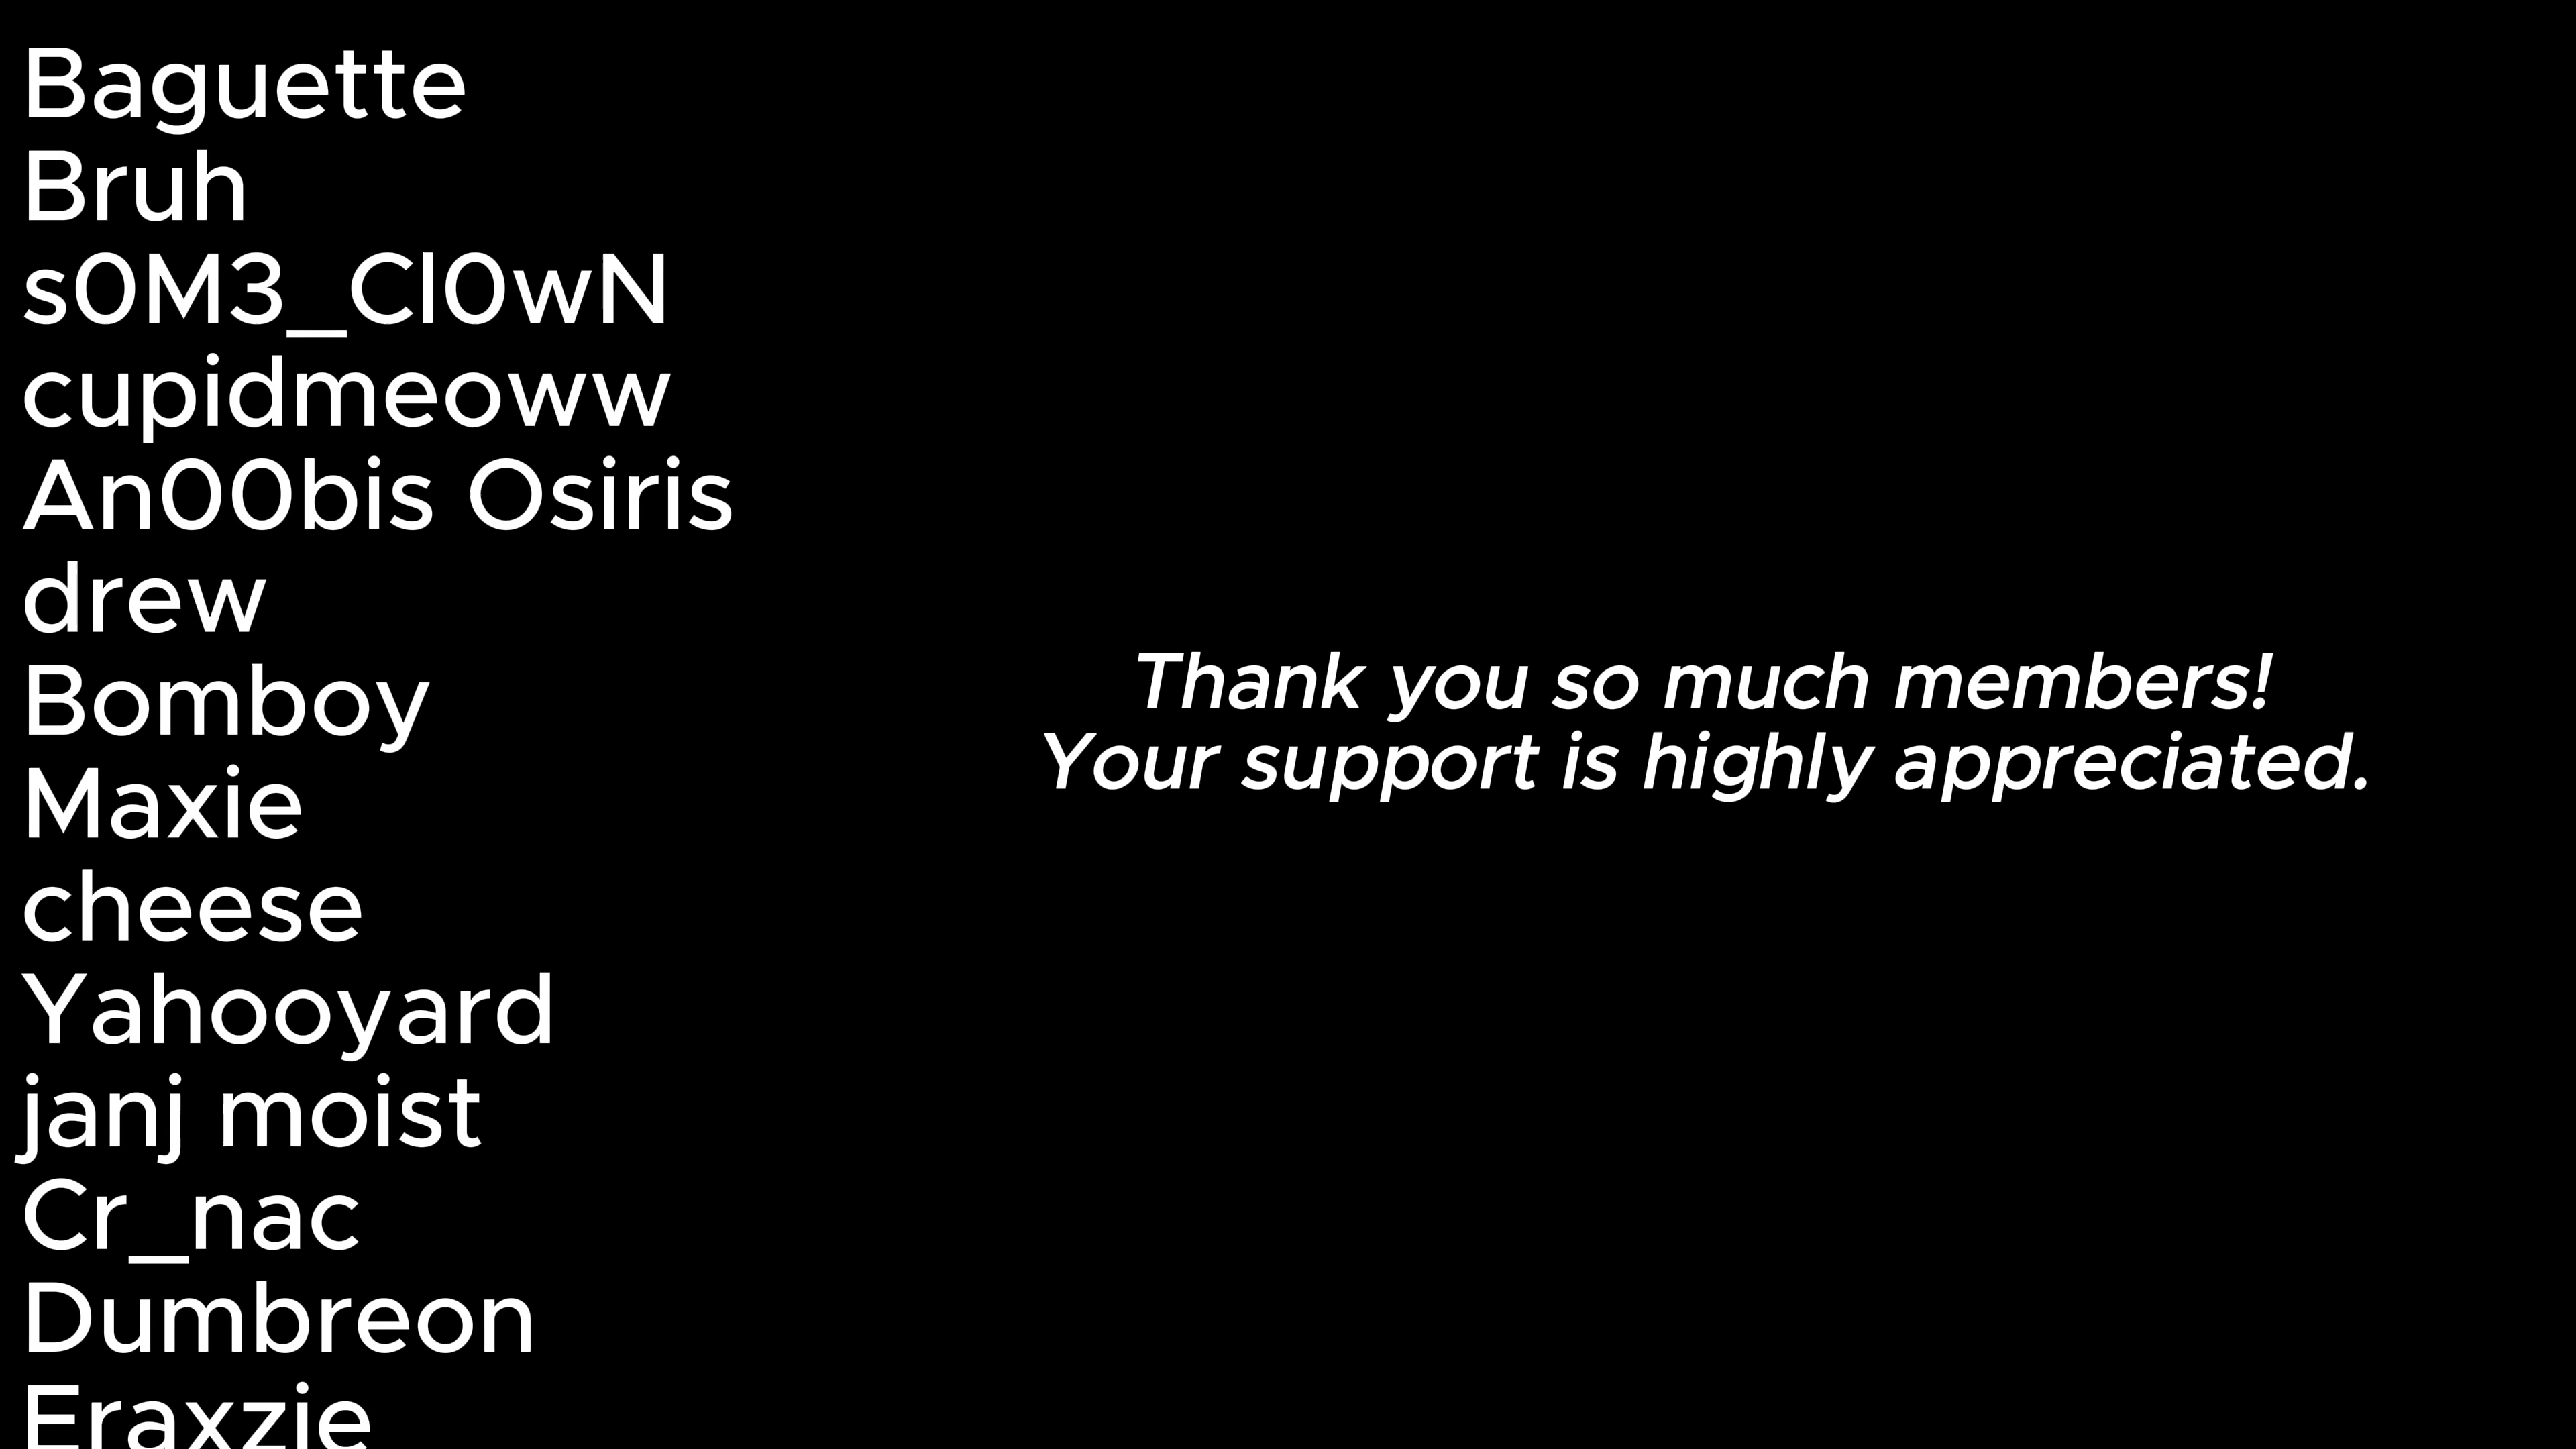 Baguette
Bruh
s0M3_Cl0wN
cupidmeoww
An00bis Osiris
drew
Bomboy
Maxie
cheese
Yahooyard
janj moist
Cr_nac
Dumbreon
Eraxzie
Thank you so much members!
Your support is highly appreciated.